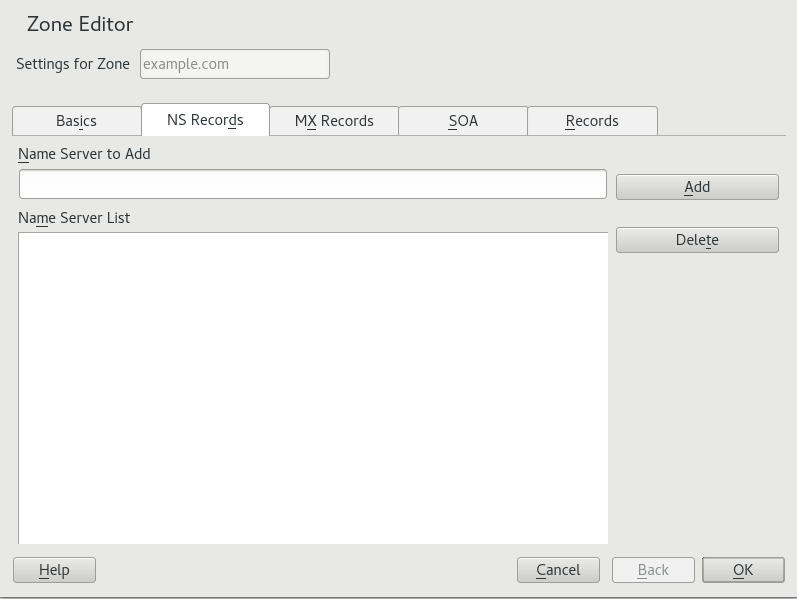 Zone Editor
Settings for Zone example.com
Basics NS Records MX Records SOA Records
Name Server to Add
Add
Name Server List
Delete
Help Cancel Back OK